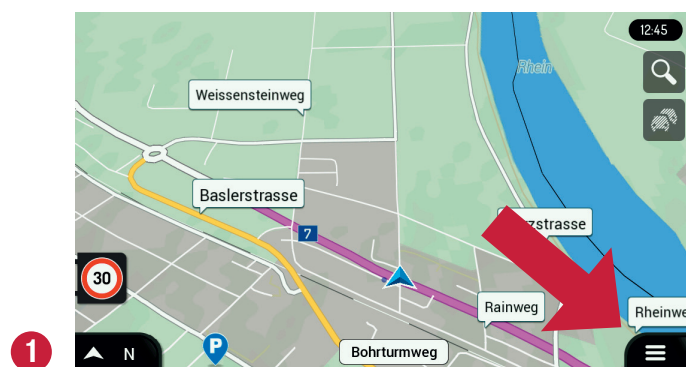 12:45
Rhein
Weissensteinweg
Baslerstrasse
zstrasse
7
30
Rainweg
Rheinwe
1
N
P
Bohrturmweg